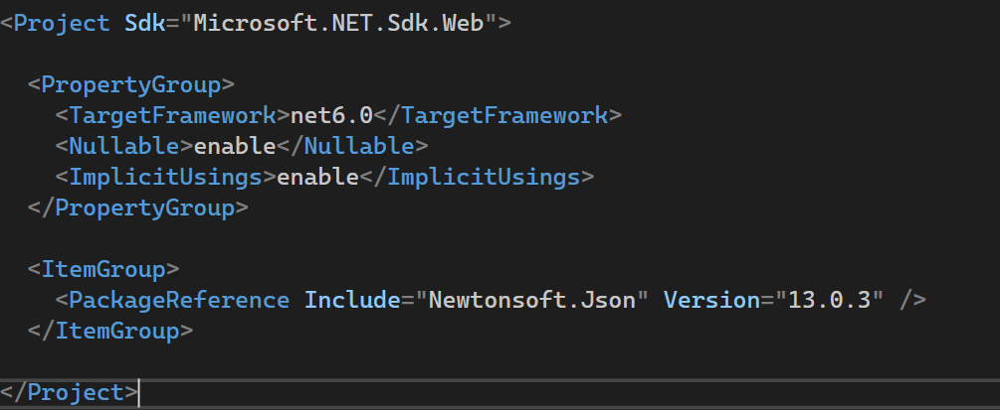 <Project Sdk="Microsoft.NET.Sdk.Web">
<PropertyGroup>
<TargetFramework>net6.0</TargetFramework>
<Nullable>enable</Nullable>
<ImplicitUsings>enable</ImplicitUsings>
</PropertyGroup>
<ItemGroup>
<PackageReference Include="Newtonsoft.Json" Version="13.0.3" />
</ItemGroup>
</Project>